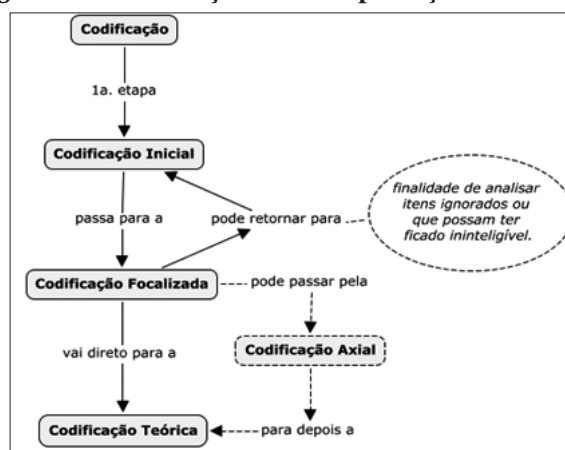 Codificação
1a. etapa
Codificação Inicial
passa para a
pode retornar para
finalidade de analisar
itens ignorados ou
que possam ter
ficado ininteligível.
Codificação Focalizada
pode passar pela
vai direto para a
Codificação Axial
Codificação Teórica
para depois a